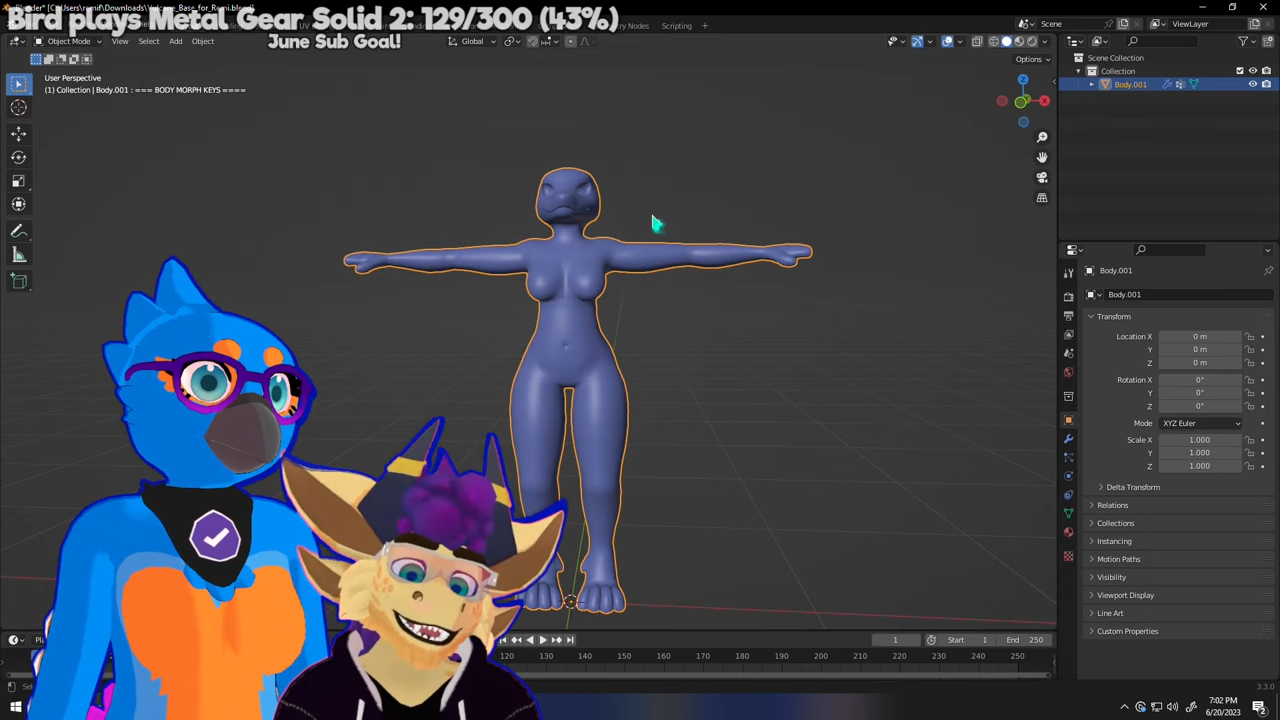 Bird plays Metal Gear Solid 2: 129/300 (43%)
June Sub Goal!
Scripting
Scene
ViewLayer
Object Mode
View
Select
Add
Object
Global
Options
User Perspective
(1) Collection | Body.001 : === BODY MORPH KEYS ====
Z
X
Scene Collection
Collection
Body.001
Body.001
Body.001
Transform
Location X 0 m
Y 0 m
Z 0 m
Rotation X 0°
Y 0°
Z 0°
Mode XYZ Euler
Scale X 1.000
Y 1.000
Z 1.000
Delta Transform
Relations
Collections
Instancing
Motion Paths
Visibility
Viewport Display
Line Art
Custom Properties
1
Start 1
End 250
120 130 140 150 160 170 180 190 200 210 220 230 240 250
3.3.0
7:02 PM
6/20/2023